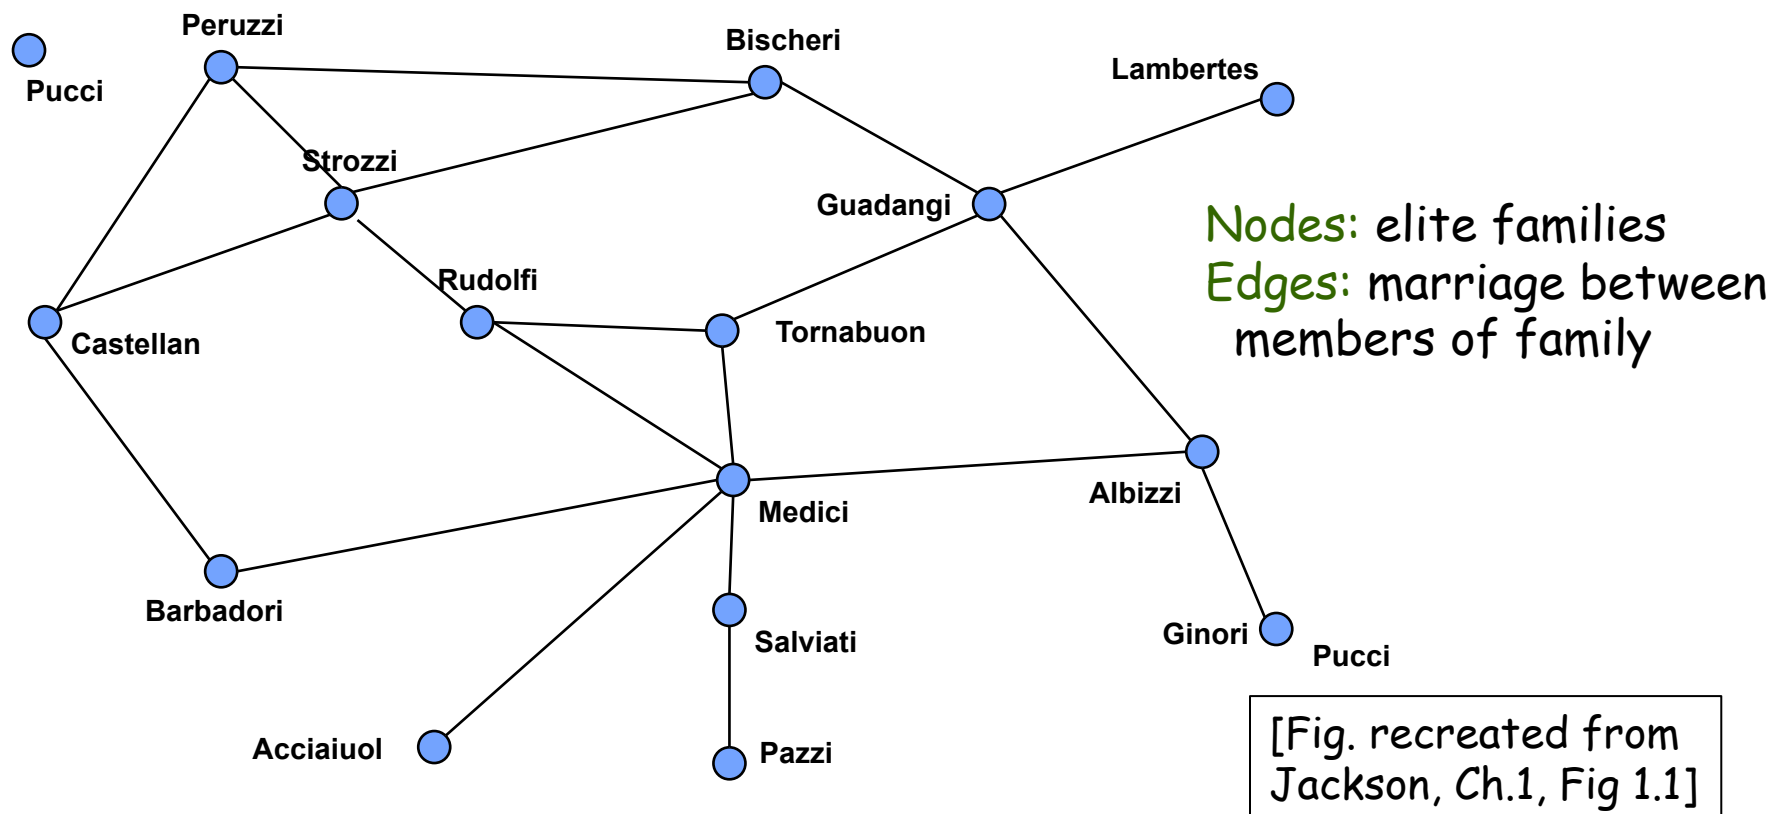 Peruzzi
Bischeri
Lambertes
Pucci
Strozzi
Guadangi
Nodes: elite families
Edges: marriage between
members of family
Rudolfi
Tornabuon
Castellan
Medici
Albizzi
Barbadori
Salviati
Ginori
Pucci
Acciaiuol
Pazzi
[Fig. recreated from
Jackson, Ch.1, Fig 1.1]